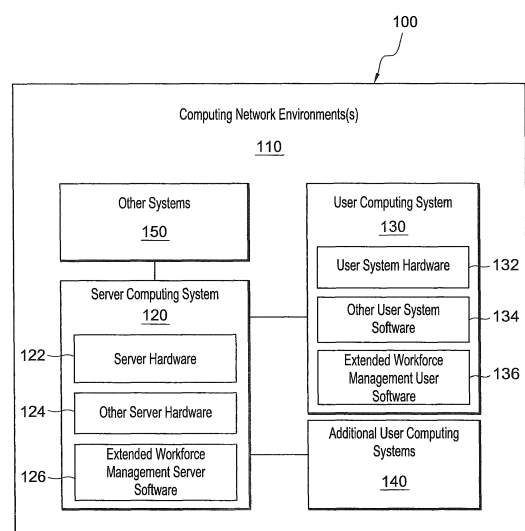 100
Computing Network Environments(s)
110
Other Systems
150
User Computing System
130
User System Hardware
132
Other User System
Software
134
Extended Workforce
Management User
Software
136
Server Computing System
120
122
Server Hardware
124
Other Server Hardware
126
Extended Workforce
Management Server
Software
Additional User Computing
Systems
140